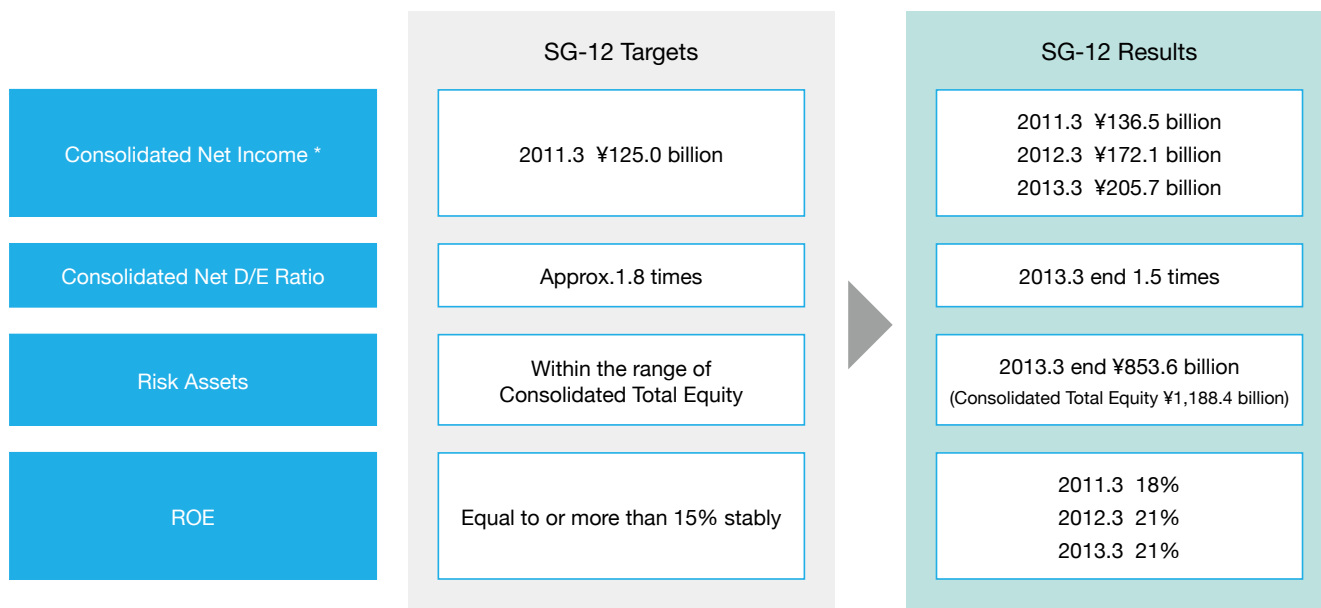 SG-12 Targets
SG-12 Results
Consolidated Net Income *
2011.3 ¥125.0 billion
2011.3 ¥136.5 billion
2012.3 ¥172.1 billion
2013.3 ¥205.7 billion
Consolidated Net D/E Ratio
Approx.1.8 times
2013.3 end 1.5 times
Risk Assets
Within the range of
Consolidated Total Equity
2013.3 end ¥853.6 billion
(Consolidated Total Equity ¥1,188.4 billion)
ROE
Equal to or more than 15% stably
2011.3 18%
2012.3 21%
2013.3 21%